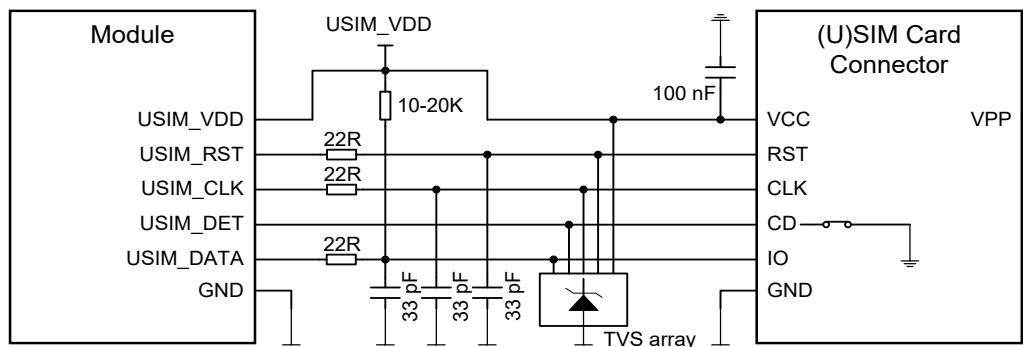 Module
USIM_VDD
(U)SIM Card
Connector
10-20K
100 nF
USIM_VDD
VCC
VPP
USIM_RST
22R
RST
USIM_CLK
22R
CLK
USIM_DET
CD
USIM_DATA
22R
IO
GND
33 pF
33 pF
33 pF
GND
TVS array